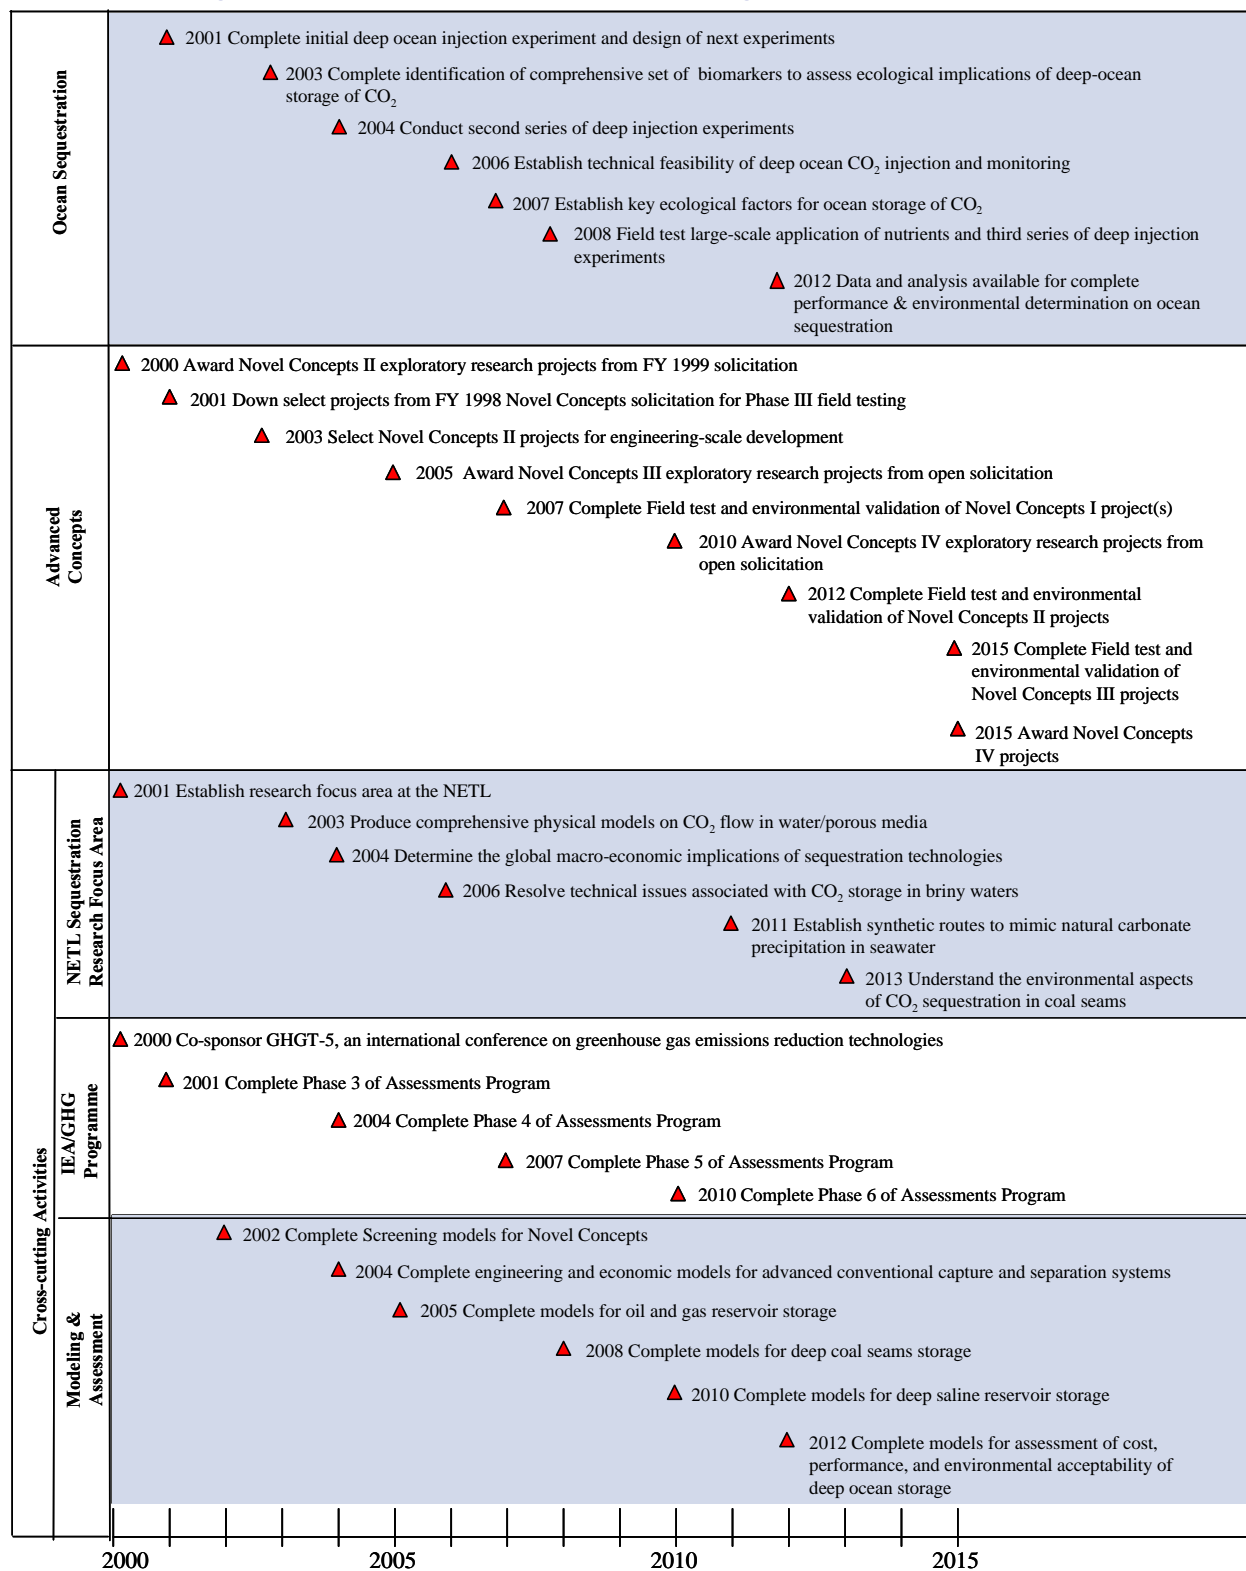 Ocean Sequestration
2001 Complete initial deep ocean injection experiment and design of next experiments
2003 Complete identification of comprehensive set of biomarkers to assess ecological implications of deep-ocean
storage of CO₂
2004 Conduct second series of deep injection experiments
2006 Establish technical feasibility of deep ocean CO₂ injection and monitoring
2007 Establish key ecological factors for ocean storage of CO₂
2008 Field test large-scale application of nutrients and third series of deep injection
experiments
2012 Data and analysis available for complete
performance & environmental determination on ocean
sequestration
Advanced
Concepts
2000 Award Novel Concepts II exploratory research projects from FY 1999 solicitation
2001 Down select projects from FY 1998 Novel Concepts solicitation for Phase III field testing
2003 Select Novel Concepts II projects for engineering-scale development
2005 Award Novel Concepts III exploratory research projects from open solicitation
2007 Complete Field test and environmental validation of Novel Concepts I project(s)
2010 Award Novel Concepts IV exploratory research projects from
open solicitation
2012 Complete Field test and environmental
validation of Novel Concepts II projects
2015 Complete Field test and
environmental validation of
Novel Concepts III projects
2015 Award Novel Concepts
IV projects
Cross-cutting Activities
NETL Sequestration
Research Focus Area
2001 Establish research focus area at the NETL
2003 Produce comprehensive physical models on CO₂ flow in water/porous media
2004 Determine the global macro-economic implications of sequestration technologies
2006 Resolve technical issues associated with CO₂ storage in briny waters
2011 Establish synthetic routes to mimic natural carbonate
precipitation in seawater
2013 Understand the environmental aspects
of CO₂ sequestration in coal seams
IEA/GHG
Programme
2000 Co-sponsor GHGT-5, an international conference on greenhouse gas emissions reduction technologies
2001 Complete Phase 3 of Assessments Program
2004 Complete Phase 4 of Assessments Program
2007 Complete Phase 5 of Assessments Program
2010 Complete Phase 6 of Assessments Program
Modeling &
Assessment
2002 Complete Screening models for Novel Concepts
2004 Complete engineering and economic models for advanced conventional capture and separation systems
2005 Complete models for oil and gas reservoir storage
2008 Complete models for deep coal seams storage
2010 Complete models for deep saline reservoir storage
2012 Complete models for assessment of cost,
performance, and environmental acceptability of
deep ocean storage
2000 2005 2010 2015